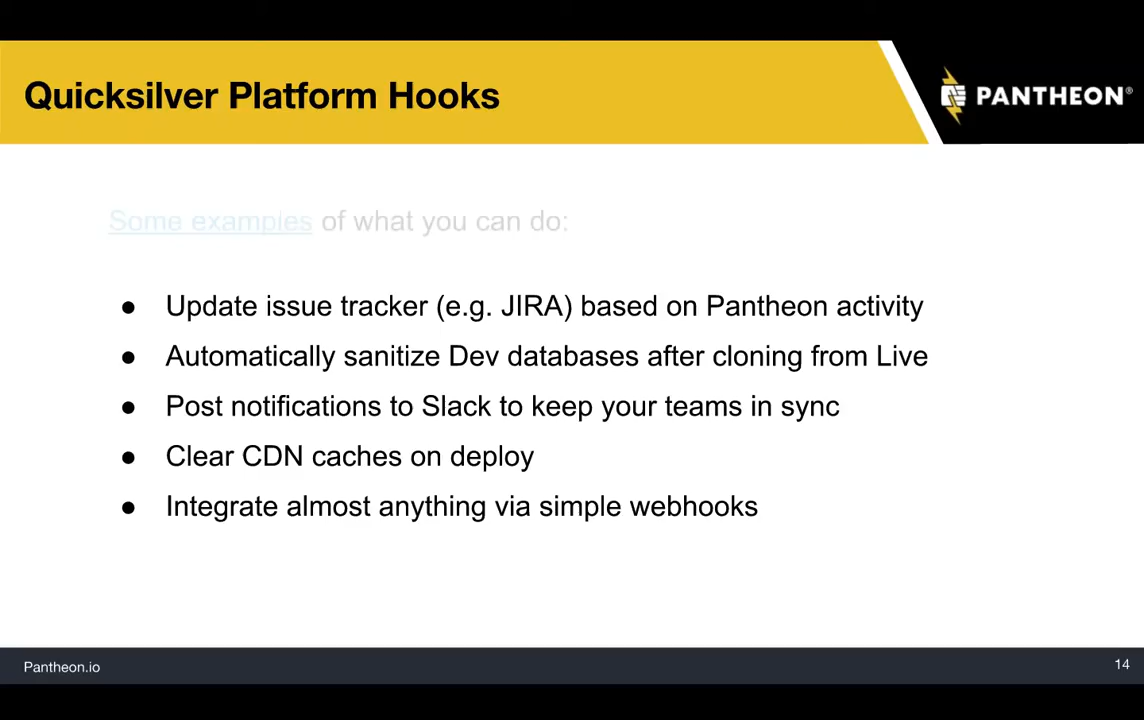 Quicksilver Platform Hooks
PANTHEON®
Some examples of what you can do:
● Update issue tracker (e.g. JIRA) based on Pantheon activity
● Automatically sanitize Dev databases after cloning from Live
● Post notifications to Slack to keep your teams in sync
● Clear CDN caches on deploy
● Integrate almost anything via simple webhooks
Pantheon.io
14